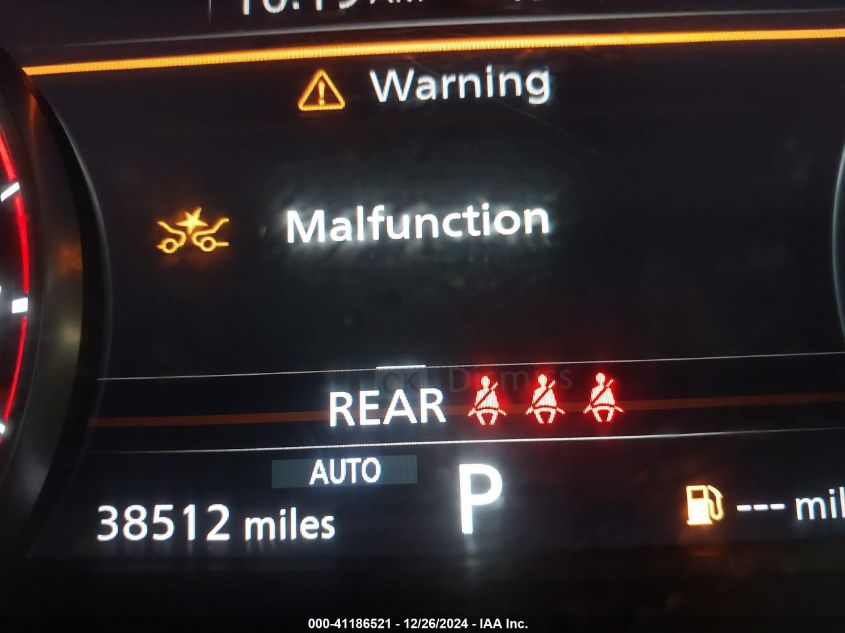 Warning
Malfunction
REAR
AUTO
P
38512 miles
--- mil
000-41186521 - 12/26/2024 - IAA Inc.